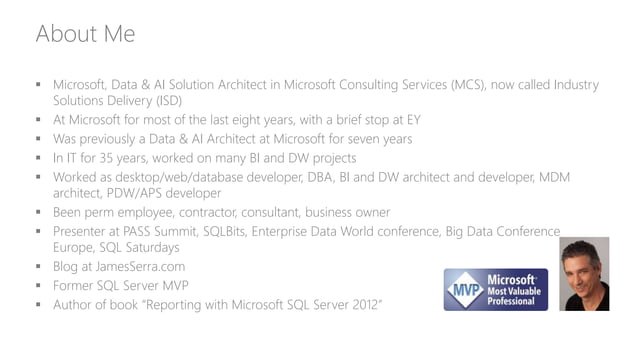 About Me
▪ Microsoft, Data & AI Solution Architect in Microsoft Consulting Services (MCS), now called Industry
Solutions Delivery (ISD)
▪ At Microsoft for most of the last eight years, with a brief stop at EY
▪ Was previously a Data & AI Architect at Microsoft for seven years
▪ In IT for 35 years, worked on many BI and DW projects
▪ Worked as desktop/web/database developer, DBA, BI and DW architect and developer, MDM
architect, PDW/APS developer
▪ Been perm employee, contractor, consultant, business owner
▪ Presenter at PASS Summit, SQLBits, Enterprise Data World conference, Big Data Conference
Europe, SQL Saturdays
▪ Blog at JamesSerra.com
▪ Former SQL Server MVP
▪ Author of book “Reporting with Microsoft SQL Server 2012”
MVP
Microsoft
Most Valuable
Professional